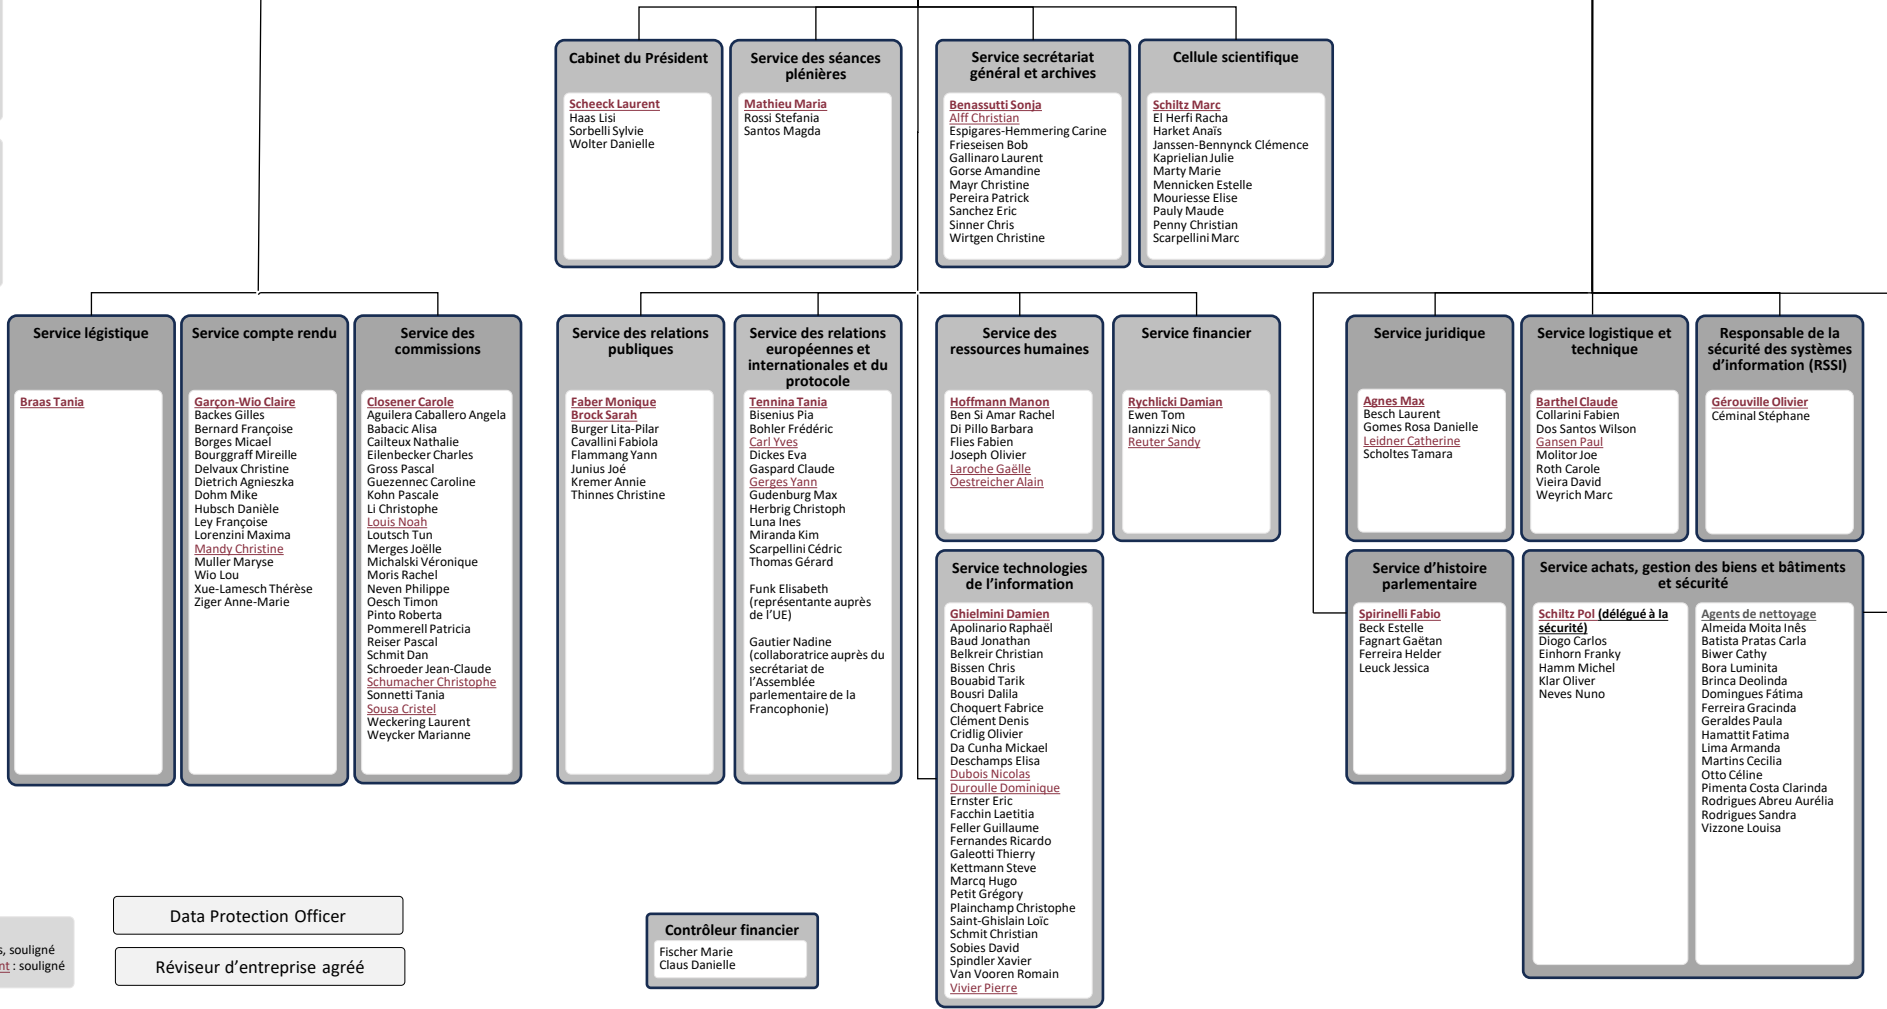 Cabinet du Président
Scheeck Laurent
Haas Lisi
Sorbelli Sylvie
Wolter Danielle
Service des séances
plénières
Mathieu Maria
Rossi Stefania
Santos Magda
Service secrétariat
général et archives
Benassutti Sonja
Alff Christian
Espigares-Hemmering Carine
Frieseisen Bob
Gallinaro Laurent
Gorse Amandine
Mayr Christine
Pereira Patrick
Sanchez Eric
Sinner Chris
Wirtgen Christine
Cellule scientifique
Schiltz Marc
El Herfi Racha
Harket Anaïs
Janssen-Bennynck Clémence
Kaprielian Julie
Marty Marie
Mennicken Estelle
Mouriesse Elise
Pauly Maude
Penny Christian
Scarpellini Marc
Service légistique
Braas Tania
Service compte rendu
Garçon-Wio Claire
Backes Gilles
Bernard Françoise
Borges Micael
Bourggraff Mireille
Delvaux Christine
Dietrich Agnieszka
Dohm Mike
Hubsch Danièle
Ley Françoise
Lorenzini Maxima
Mandy Christine
Muller Maryse
Wio Lou
Xue-Lamesch Thérèse
Ziger Anne-Marie
Service des
commissions
Closener Carole
Aguilera Caballero Angela
Babacic Alisa
Cailteux Nathalie
Eilenbecker Charles
Gross Pascal
Guezennec Caroline
Kohn Pascale
Li Christophe
Louis Noah
Loutsch Tun
Merges Joëlle
Michalski Véronique
Moris Rachel
Neven Philippe
Oesch Timon
Pinto Roberta
Pommerell Patricia
Reiser Pascal
Schmit Dan
Schroeder Jean-Claude
Schumacher Christophe
Sonnetti Tania
Sousa Cristel
Weckering Laurent
Weycker Marianne
Service des relations
publiques
Faber Monique
Brock Sarah
Burger Lita-Pilar
Cavallini Fabiola
Flammang Yann
Junius Joé
Kremer Annie
Thinnes Christine
Service des relations
européennes et
internationales et du
protocole
Tennina Tania
Bisenius Pia
Bohler Frédéric
Carl Yves
Dickes Eva
Gaspard Claude
Gerges Yann
Gudenburg Max
Herbrig Christoph
Luna Ines
Miranda Kim
Scarpellini Cédric
Thomas Gérard
Funk Elisabeth
(représentante auprès
de l'UE)
Gautier Nadine
(collaboratrice auprès du
secrétariat de
l'Assemblée
parlementaire de la
Francophonie)
Service des
ressources humaines
Hoffmann Manon
Ben Si Amar Rachel
Di Pillo Barbara
Flies Fabien
Joseph Olivier
Laroche Gaëlle
Oestreicher Alain
Service financier
Rychlicki Damian
Ewen Tom
Iannizzi Nico
Reuter Sandy
Service technologies
de l'information
Ghielmini Damien
Apolinario Raphaël
Baud Jonathan
Belkreir Christian
Bissen Chris
Bouabid Tarik
Bousri Dalila
Choquert Fabrice
Clément Denis
Cridlig Olivier
Da Cunha Mickael
Deschamps Elisa
Dubois Nicolas
Duroulle Dominique
Ernster Eric
Facchin Laetitia
Feller Guillaume
Fernandes Ricardo
Galeotti Thierry
Kettmann Steve
Marcq Hugo
Petit Grégory
Plainchamp Christophe
Saint-Ghislain Loïc
Schmit Christian
Sobies David
Spindler Xavier
Van Vooren Romain
Vivier Pierre
Service juridique
Agnes Max
Besch Laurent
Gomes Rosa Danielle
Leidner Catherine
Scholtes Tamara
Service logistique et
technique
Barthel Claude
Collarini Fabien
Dos Santos Wilson
Gansen Paul
Molitor Joe
Roth Carole
Vieira David
Weyrich Marc
Responsable de la
sécurité des systèmes
d'information (RSSI)
Gérouville Olivier
Céminal Stéphane
Service d'histoire
parlementaire
Spirinelli Fabio
Beck Estelle
Fagnart Gaëtan
Ferreira Helder
Leuck Jessica
Service achats, gestion des biens et bâtiments
et sécurité
Schiltz Pol (délégué à la
sécurité)
Diogo Carlos
Einhorn Franky
Hamm Michel
Klar Oliver
Neves Nuno
Agents de nettoyage
Almeida Moita Inês
Batista Pratas Carla
Biwer Cathy
Bora Luminita
Brinca Deolinda
Domingues Fátima
Ferreira Gracinda
Geraldes Paula
Hamattit Fatima
Lima Armanda
Martins Cecilia
Otto Céline
Pimenta Costa Clarinda
Rodrigues Abreu Aurélia
Rodrigues Sandra
Vizzone Louisa
s, souligné
nt : souligné
Data Protection Officer
Réviseur d'entreprise agréé
Contrôleur financier
Fischer Marie
Claus Danielle